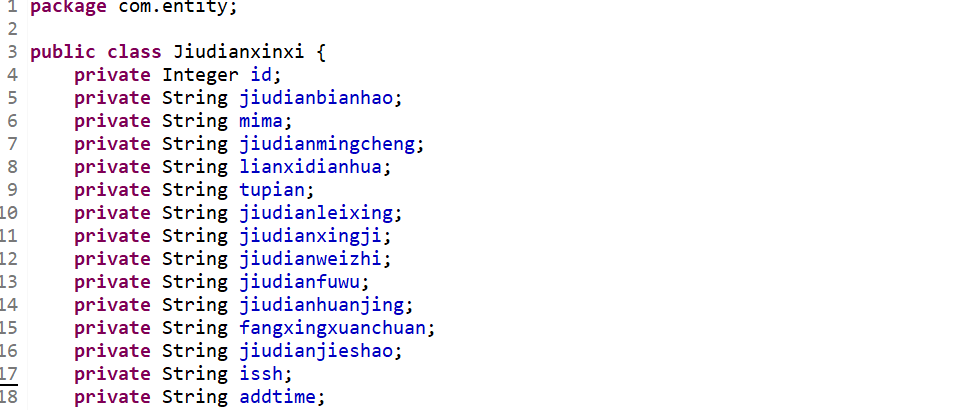 1 package com.entity;
2
3 public class Jiudianxinxi {
4     private Integer id;
5     private String jiudianbianhao;
6     private String mima;
7     private String jiudianmingcheng;
8     private String lianxidianhua;
9     private String tupian;
10     private String jiudianleixing;
11     private String jiudianxingji;
12     private String jiudianweizhi;
13     private String jiudianfuwu;
14     private String jiudianhuanjing;
15     private String fangxingxuanchuan;
16     private String jiudianjieshao;
17     private String issh;
18     private String addtime;